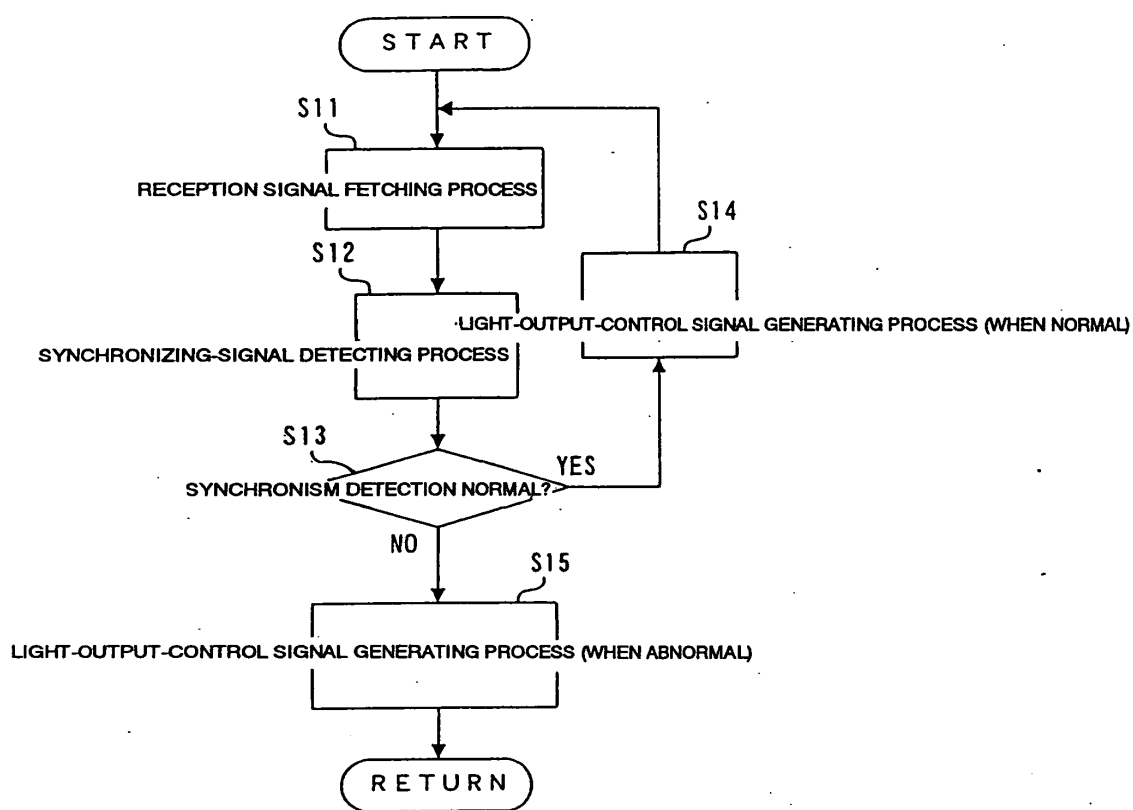 START
S11
RECEPTION SIGNAL FETCHING PROCESS
S12
SYNCHRONIZING-SIGNAL DETECTING PROCESS
S14
LIGHT-OUTPUT-CONTROL SIGNAL GENERATING PROCESS (WHEN NORMAL)
S13
SYNCHRONISM DETECTION NORMAL?
YES
NO
S15
LIGHT-OUTPUT-CONTROL SIGNAL GENERATING PROCESS (WHEN ABNORMAL)
RETURN